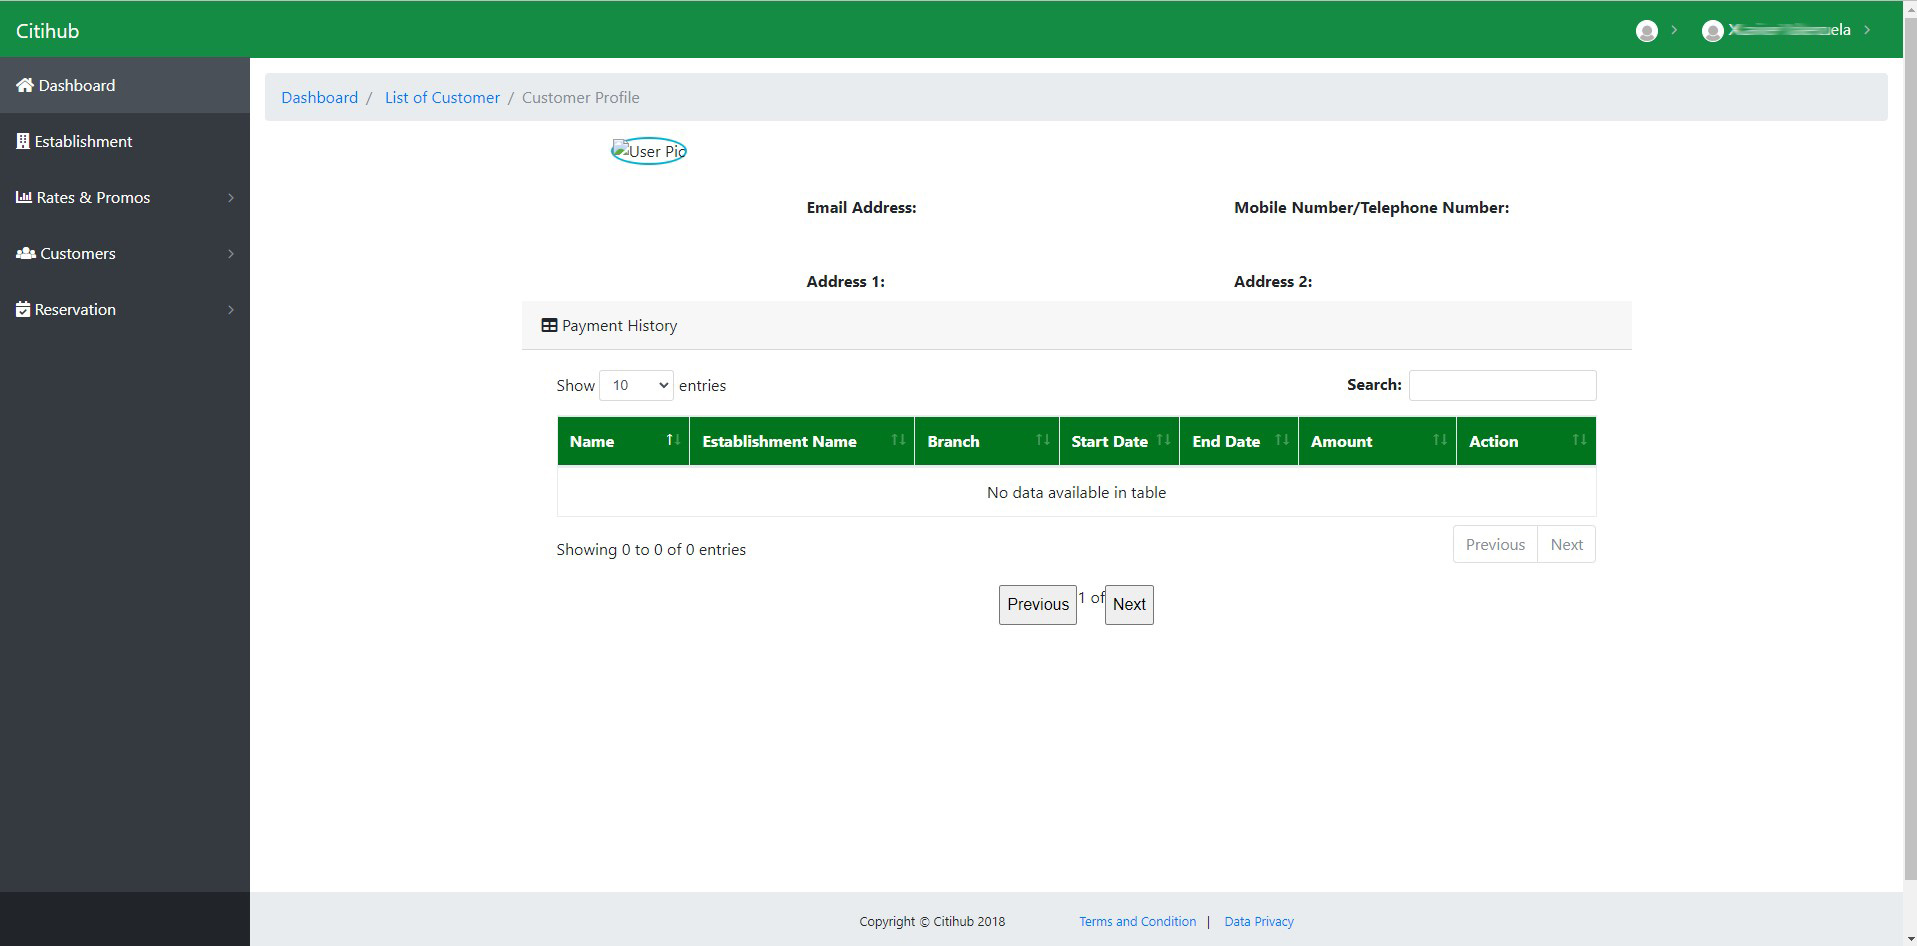 Citihub
Dashboard
Establishment
Rates & Promos
Customers
Reservation
Dashboard / List of Customer / Customer Profile
User Pic
Email Address: Mobile Number/Telephone Number:
Address 1: Address 2:
Payment History
Show 10 entries Search:
Name Establishment Name Branch Start Date End Date Amount Action
No data available in table
Showing 0 to 0 of 0 entries Previous Next
Previous 1 of Next
Copyright © Citihub 2018 Terms and Condition | Data Privacy